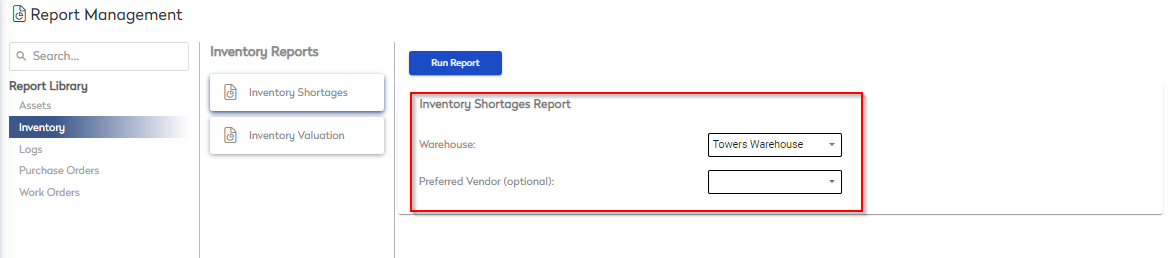 Report Management
Search...
Report Library
Assets
Inventory
Logs
Purchase Orders
Work Orders
Inventory Reports
Inventory Shortages
Inventory Valuation
Run Report
Inventory Shortages Report
Warehouse: Towers Warehouse
Preferred Vendor (optional):